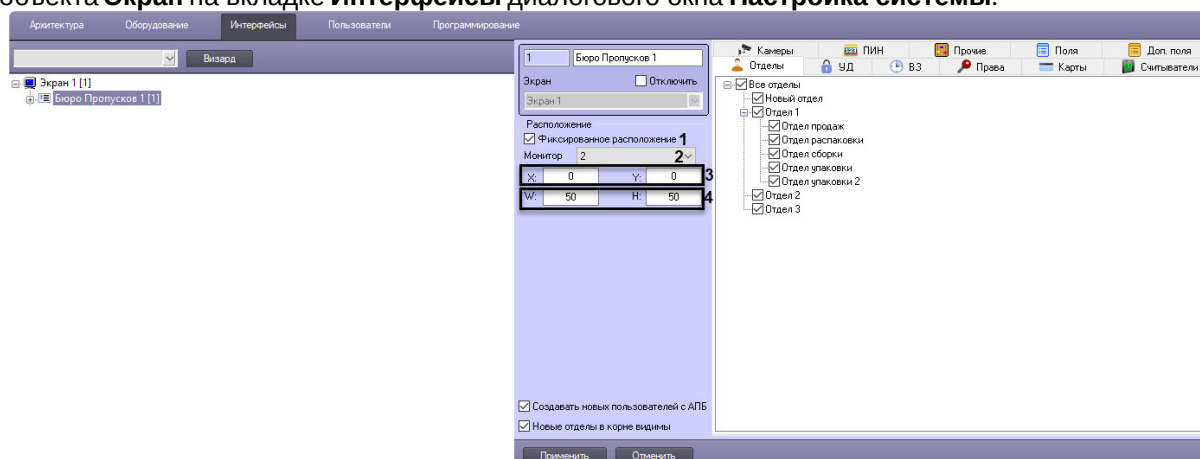 объекта Экран на вкладке Интерфейсы диалогового окна Настройка системы.
Архитектура Оборудование Интерфейсы Пользователи Программирование
Визард
Экран 1 [1]
Бюро Пропусков 1 [1]
1 Бюро Пропусков 1
Экран Отключить
Экран 1
Расположение
Фиксированное расположение 1
Монитор 2 2
X: 0 Y: 0 3
W: 50 H: 50 4
Создавать новых пользователей с АПБ
Новые отделы в корне видимы
Применить Отменить
Камеры ПИН Прочие Поля Доп. поля
Отделы УД ВЗ Права Карты Считыватели
Все отделы
Новый отдел
Отдел 1
Отдел продаж
Отдел распаковки
Отдел сборки
Отдел упаковки
Отдел упаковки 2
Отдел 2
Отдел 3